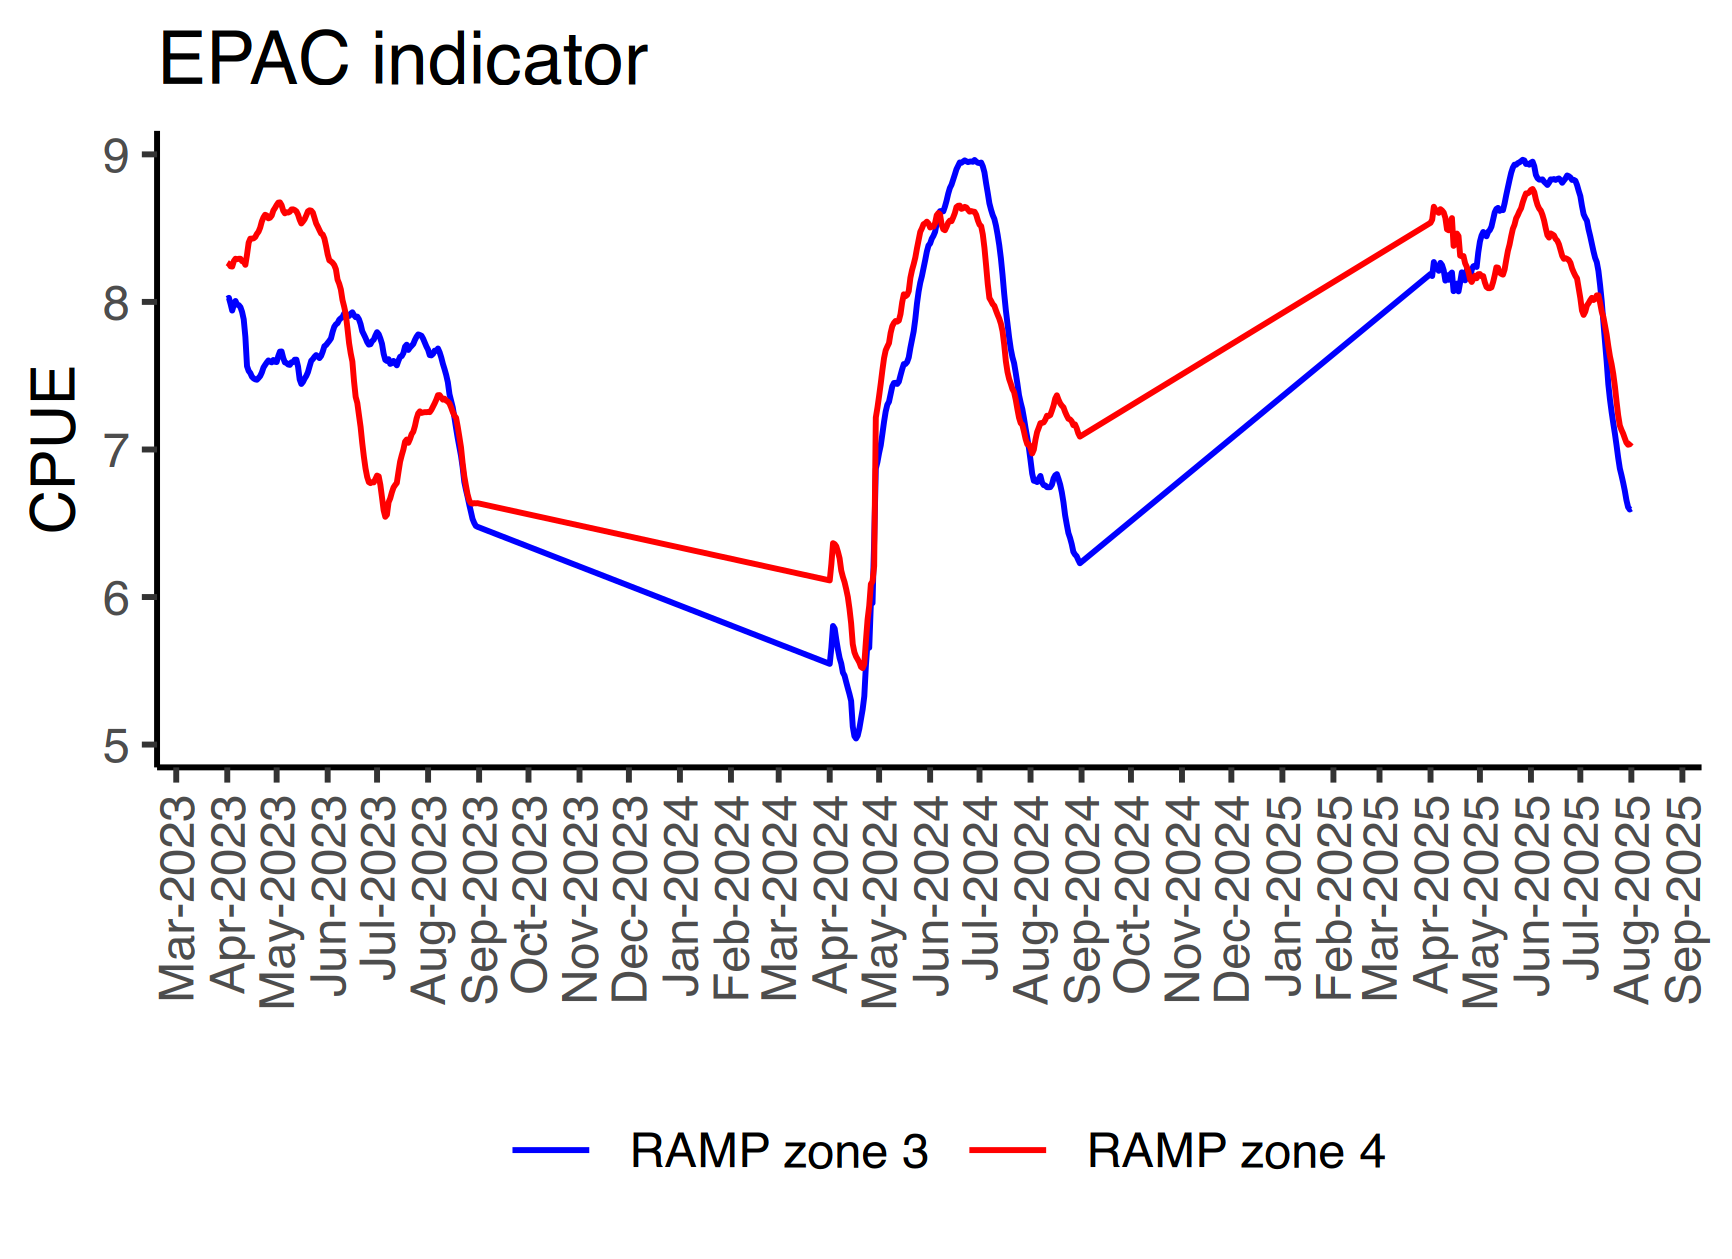 EPAC indicator
CPUE
9
8
7
6
5
Mar-2023
Apr-2023
May-2023
Jun-2023
Jul-2023
Aug-2023
Sep-2023
Oct-2023
Nov-2023
Dec-2023
Jan-2024
Feb-2024
Mar-2024
Apr-2024
May-2024
Jun-2024
Jul-2024
Aug-2024
Sep-2024
Oct-2024
Nov-2024
Dec-2024
Jan-2025
Feb-2025
Mar-2025
Apr-2025
May-2025
Jun-2025
Jul-2025
Aug-2025
Sep-2025
RAMP zone 3 RAMP zone 4